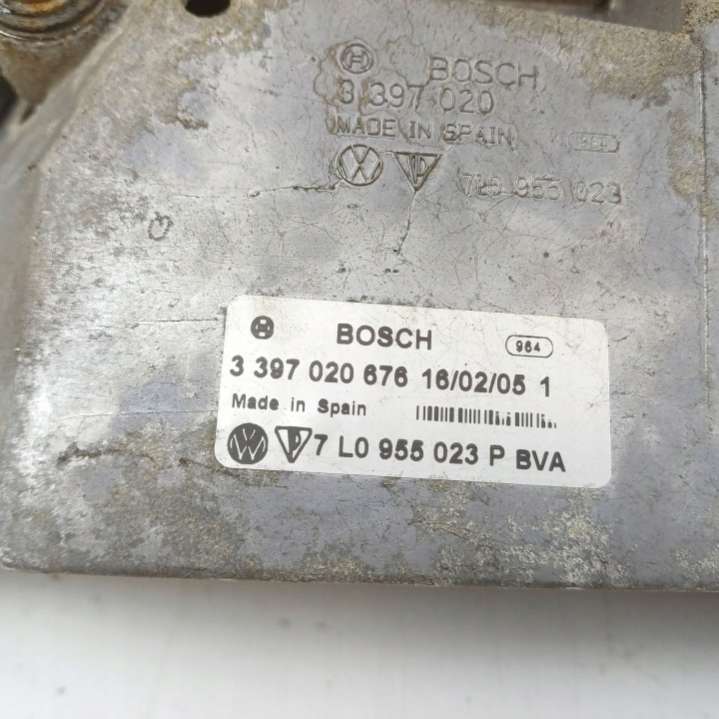 BOSCH
3 397 020
MADE IN SPAIN
7L0 955 023
BOSCH 964
3 397 020 676 16/02/05 1
Made in Spain
7 L0 955 023 P BVA